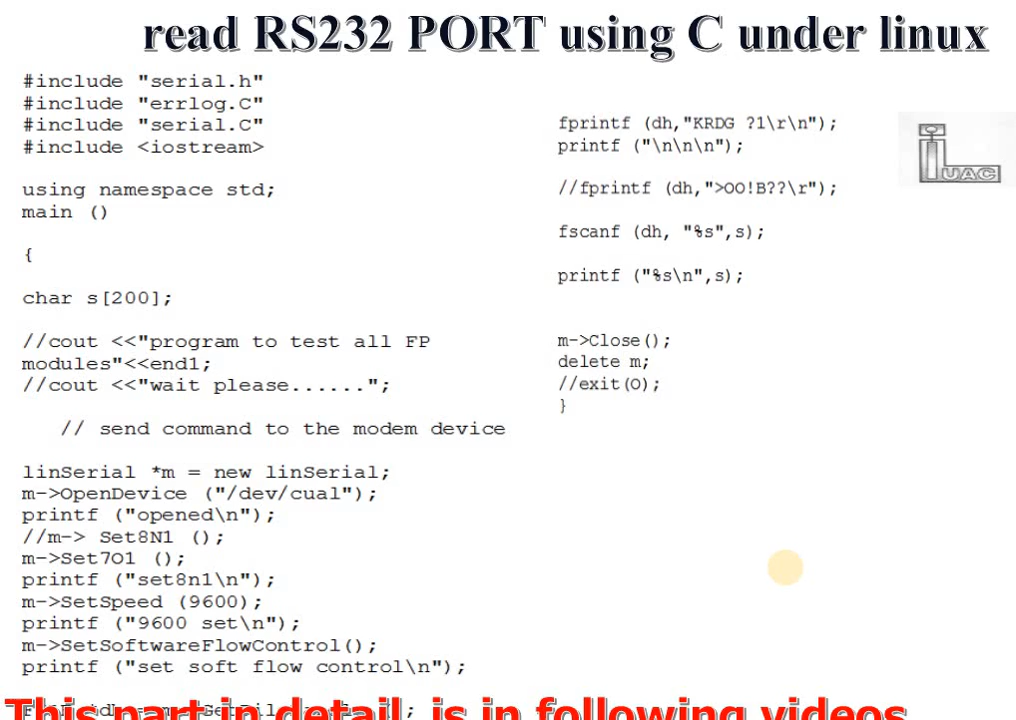 read RS232 PORT using C under linux
#include "serial.h"
#include "errlog.C"
#include "serial.C"
#include <iostream>
using namespace std;
main ()
{
char s[200];
//cout <<"program to test all FP
modules"<<end1;
//cout <<"wait please......";
// send command to the modem device
linSerial *m = new linSerial;
m->OpenDevice ("/dev/cual");
printf ("opened\n");
//m-> Set8N1 ();
m->Set7O1 ();
printf ("set8n1\n");
m->SetSpeed (9600);
printf ("9600 set\n");
m->SetSoftwareFlowControl();
printf ("set soft flow control\n");
fprintf (dh,"KRDG ?1\r\n");
printf ("\n\n\n");
//fprintf (dh,">OO!B??\r");
fscanf (dh, "%s",s);
printf ("%s\n",s);
m->Close();
delete m;
//exit(O);
}
IUAC
This part in detail is in following videos